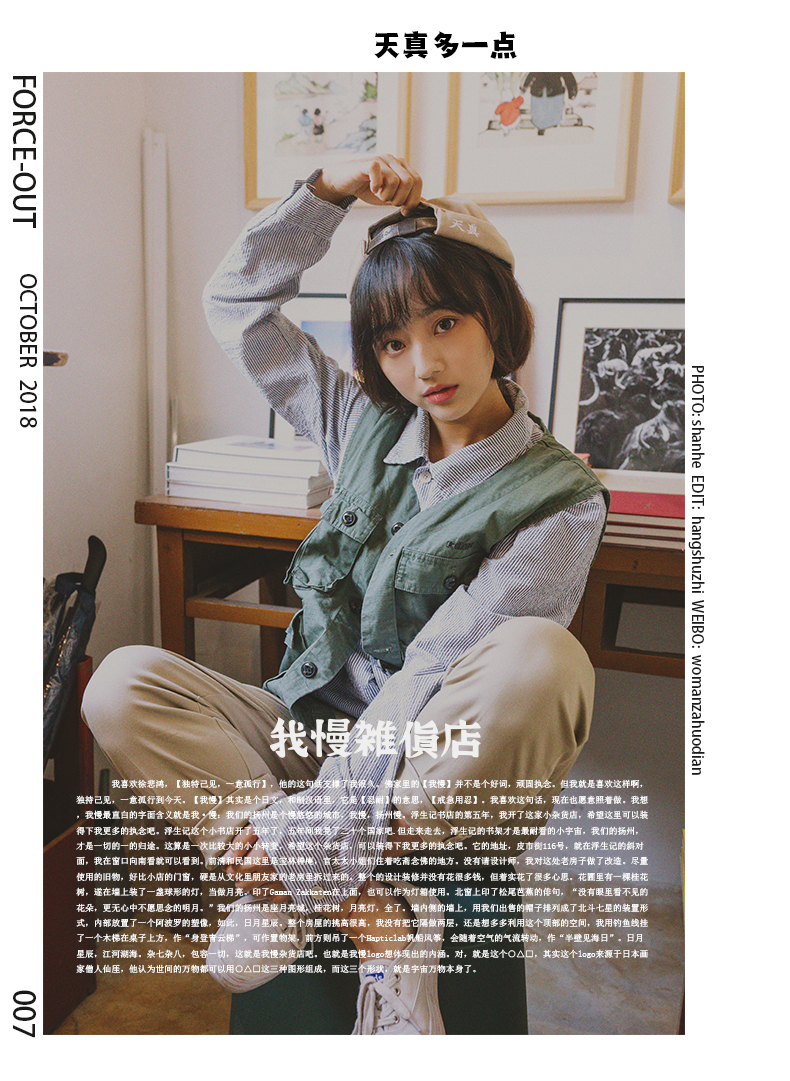 天真多一点
FORCE-OUT
OCTOBER 2018
天真
PHOTO: shanhe EDIT: hangshuzhi WEIBO: womanzahuodian
我慢雑貨店
我喜欢徐悲鸿,【独特己见,一意孤行】,他的这句话支撑了我很久。佛家里的【我慢】并不是个好词,顽固执念。但我就是喜欢这样啊,
独持己见,一意孤行到今天。【我慢】其实是个日文,和制汉语里,它是【忍耐】的意思,【戒急用忍】。我喜欢这句话,现在也愿意照着做。我想
,我慢最直白的字面含义就是我·慢,我们的扬州是个慢悠悠的城市,我慢,扬州慢。浮生记书店的第五年,我开了这家小杂货店,希望这里可以装
得下我更多的执念吧。浮生记这个小书店开了五年了,五年间我晃了三十个国家吧.但走来走去,浮生记的书架才是最耐看的小宇宙,我们的扬州,
才是一切的一的归途。这算是一次比较大的小小转变,希望这个杂货店,可以装得下我更多的执念吧。它的地址,皮市街116号,就在浮生记的斜对
面,我在窗口向南看就可以看到。前清和民国这里是宝林禅庵,官太太小姐们住着吃斋念佛的地方。没有请设计师,我对这处老房子做了改造。尽量
使用的旧物,好比小店的门窗,硬是从文化里朋友家的老房里拆过来的。整个的设计装修并没有花很多钱,但着实花了很多心思。花圃里有一棵桂花
树,遂在墙上装了一盏球形的灯,当做月亮。印了Gaman Zakkaten在上面,也可以作为灯箱使用。北窗上印了松尾芭蕉的俳句,“没有眼里看不见的
花朵,更无心中不愿思念的明月。”我们的扬州是座月亮城。桂花树,月亮灯,全了。墙内侧的墙上,用我们出售的帽子排列成了北斗七星的装置形
式,内部放置了一个阿波罗的塑像,如此,日月星辰。整个房屋的挑高很高,我没有把它隔做两层,还是想多多利用这个顶部的空间,我用钓鱼线栓
了一个木梯在桌子上方,作“身登青云梯”,可作置物架,前方则吊了一个Hapticlab帆船风筝,会随着空气的气流转动,作“半壁见海日”。日月
星辰,江河湖海。杂七杂八,包容一切,这就是我慢杂货店吧。也就是我慢logo想体现出的内涵。对,就是这个○△□,其实这个logo来源于日本画
家僧人仙崖,他认为世间的万物都可以用○△□这三种图形组成,而这三个形状,就是宇宙万物本身了。
007